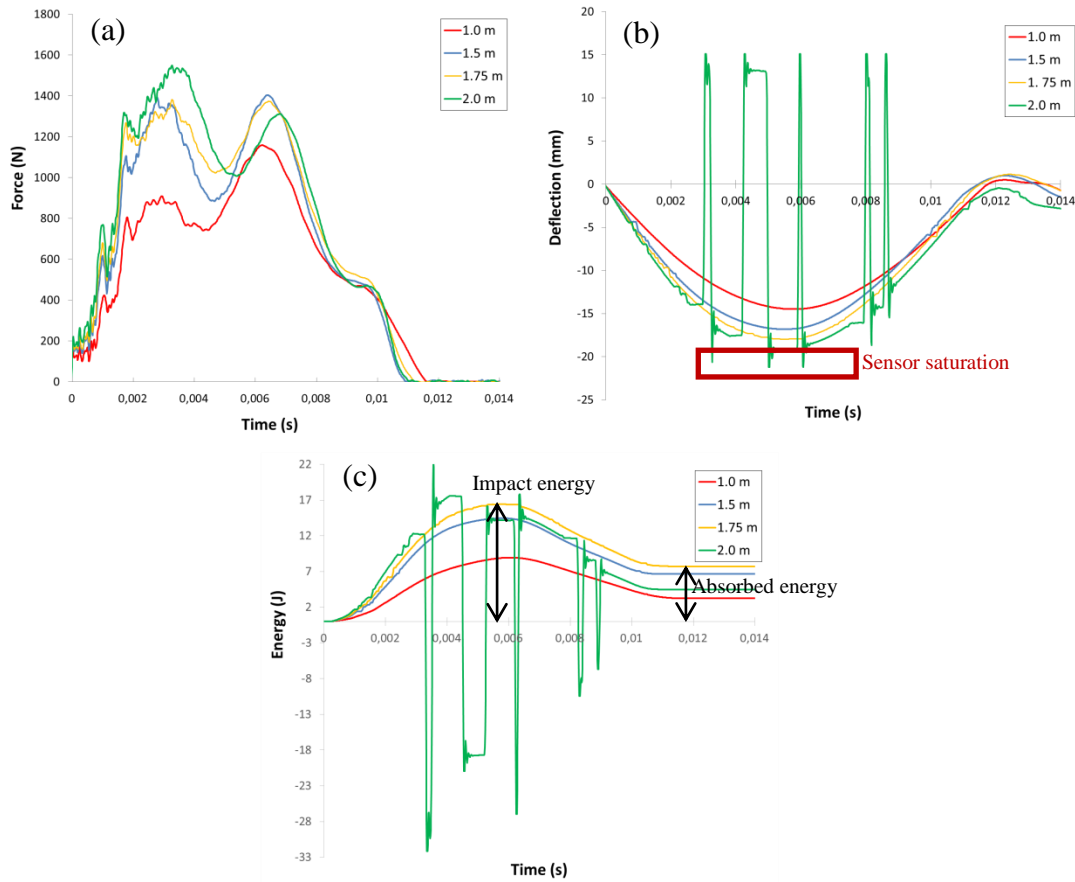 (a)
1.0 m
1.5 m
1.75 m
2.0 m
1800
1600
1400
1200
1000
800
600
400
200
0
Force (N)
0 0,002 0,004 0,006 0,008 0,01 0,012 0,014
Time (s)
(b)
1.0 m
1.5 m
1. 75 m
2.0 m
20
15
10
5
0
-5
-10
-15
-20
-25
Deflection (mm)
0 0,002 0,004 0,006 0,008 0,01 0,012 0,014
Sensor saturation
Time (s)
(c)
Impact energy
1.0 m
1.5 m
1.75 m
2.0 m
Absorbed energy
22
17
12
7
2
-3
-8
-13
-18
-23
-28
-33
Energy (J)
0 0,002 0,004 0,006 0,008 0,01 0,012 0,014
Time (s)